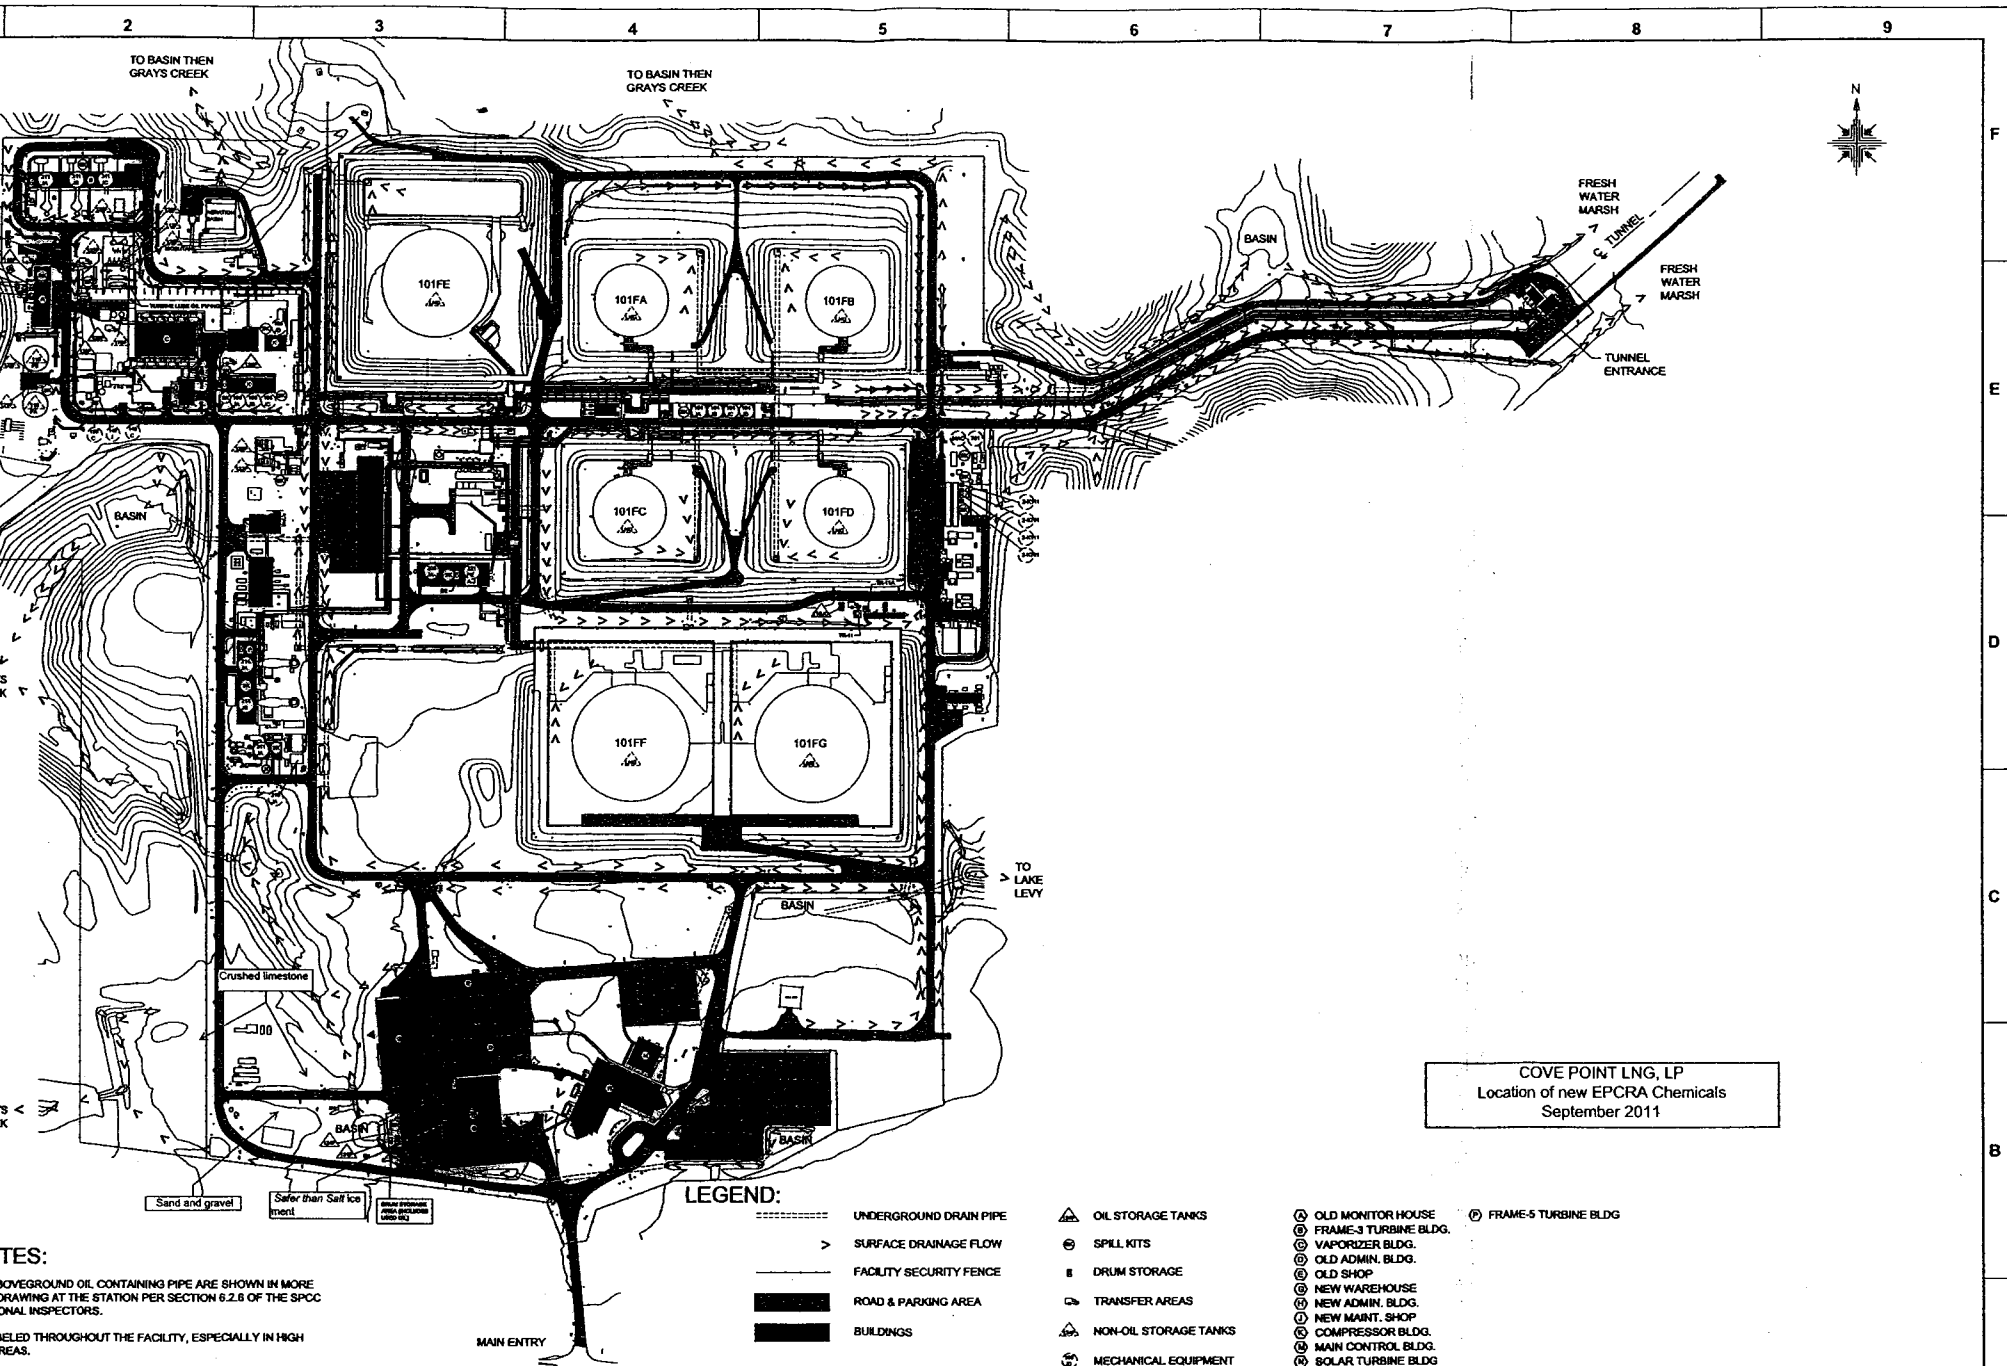 2
3
4
5
6
7
8
9
TO BASIN THEN
GRAYS CREEK
TO BASIN THEN
GRAYS CREEK
N
F
FRESH
WATER
MARSH
TUNNEL
BASIN
FRESH
WATER
MARSH
101FE
101FA
101FB
TUNNEL
ENTRANCE
E
101FC
101FD
BASIN
D
101FF
101FG
TO
LAKE
LEVY
C
BASIN
Crushed limestone
COVE POINT LNG, LP
Location of new EPCRA Chemicals
September 2011
BASIN
BASIN
B
Sand and gravel
Safer than Salt ice
ment
DRUM STORAGE
AREA (INCLUDES
USED OIL)
MAIN ENTRY
LEGEND:
UNDERGROUND DRAIN PIPE
SURFACE DRAINAGE FLOW
FACILITY SECURITY FENCE
ROAD & PARKING AREA
BUILDINGS
OIL STORAGE TANKS
SPILL KITS
DRUM STORAGE
TRANSFER AREAS
NON-OIL STORAGE TANKS
MECHANICAL EQUIPMENT
A OLD MONITOR HOUSE
B FRAME-3 TURBINE BLDG.
C VAPORIZER BLDG.
D OLD ADMIN. BLDG.
E OLD SHOP
G NEW WAREHOUSE
H NEW ADMIN. BLDG.
J NEW MAINT. SHOP
K COMPRESSOR BLDG.
M MAIN CONTROL BLDG.
N SOLAR TURBINE BLDG
P FRAME-5 TURBINE BLDG
TES:
BOVEGROUND OIL CONTAINING PIPE ARE SHOWN IN MORE
DRAWING AT THE STATION PER SECTION 6.2.6 OF THE SPCC
ONAL INSPECTORS.
BELED THROUGHOUT THE FACILITY, ESPECIALLY IN HIGH
REAS.